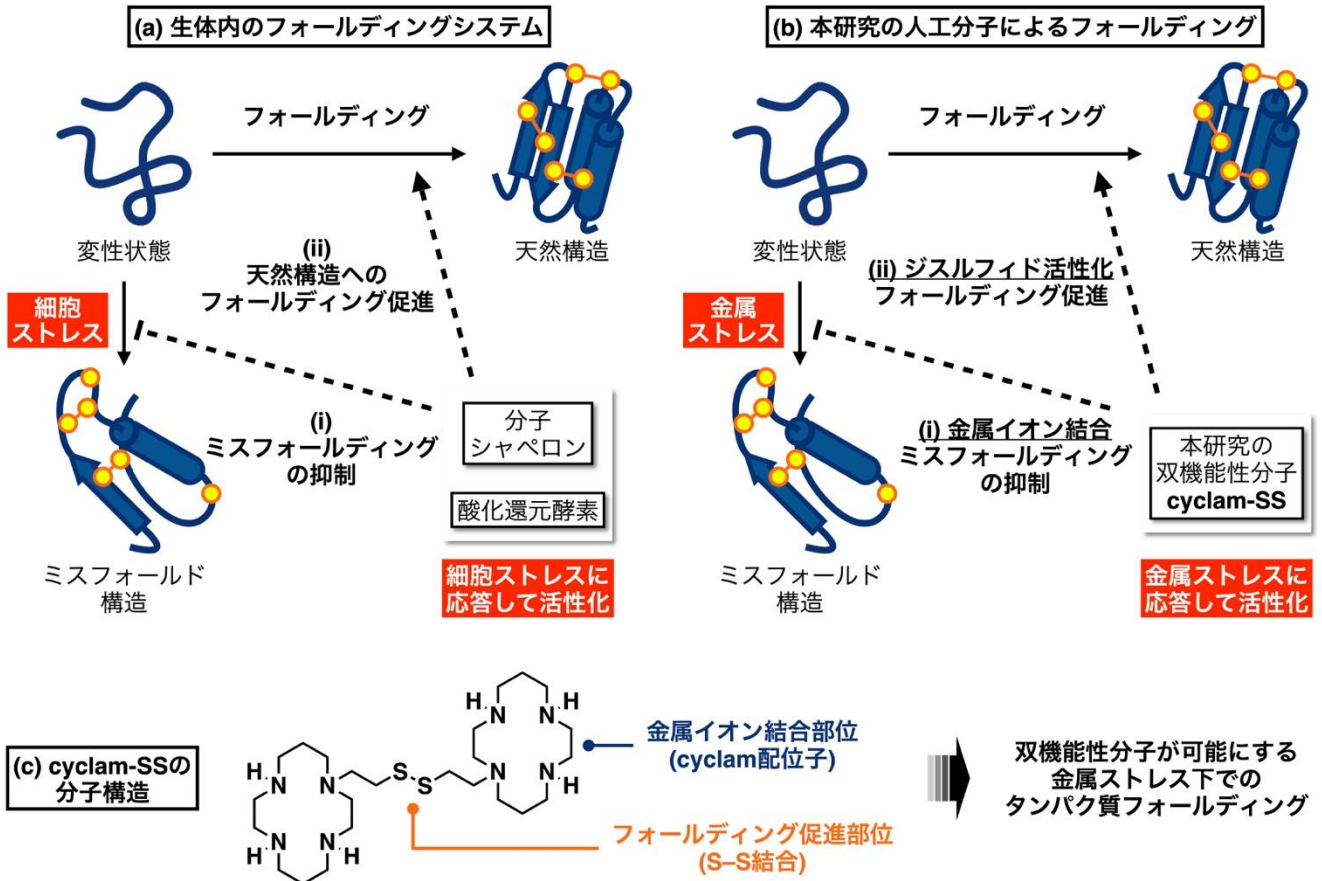 (a) 生体内のフォールディングシステム
フォールディング
変性状態
天然構造
(ii)
天然構造への
フォールディング促進
細胞
ストレス
(i)
ミスフォールディング
の抑制
分子
シャペロン
酸化還元酵素
ミスフォールド
構造
細胞ストレスに
応答して活性化
(b) 本研究の人工分子によるフォールディング
フォールディング
変性状態
天然構造
(ii) ジスルフィド活性化
フォールディング促進
金属
ストレス
(i) 金属イオン結合
ミスフォールディング
の抑制
本研究の
双機能性分子
cyclam-SS
ミスフォールド
構造
金属ストレスに
応答して活性化
(c) cyclam-SSの
分子構造
H
N
N
H
N
N
H
S
S
H
N
N
H
N
N
H
金属イオン結合部位
(cyclam配位子)
フォールディング促進部位
(S–S結合)
双機能性分子が可能にする
金属ストレス下での
タンパク質フォールディング